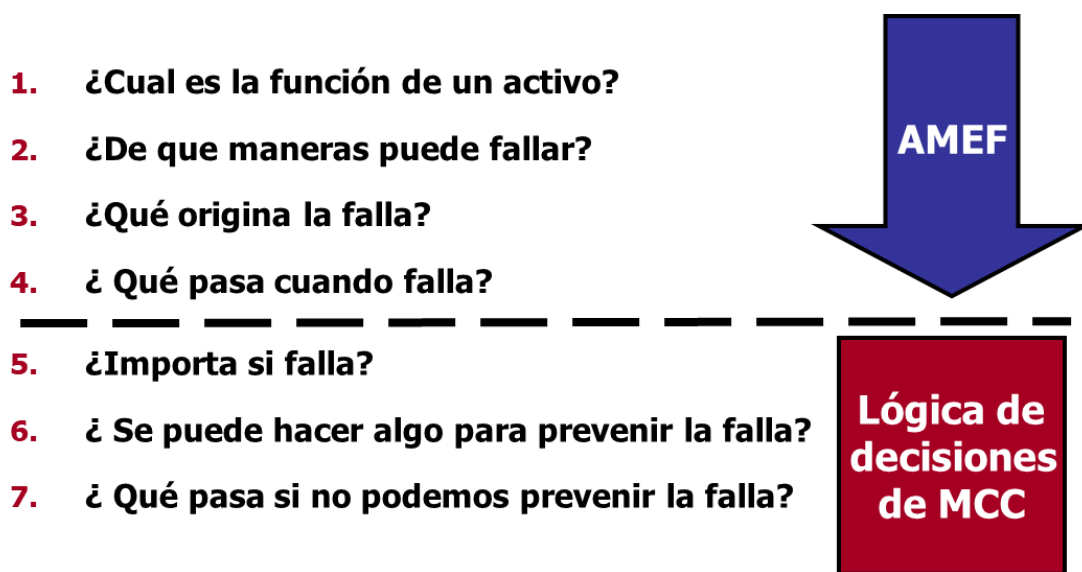 1. ¿Cual es la función de un activo?
2. ¿De que maneras puede fallar?
3. ¿Qué origina la falla?
4. ¿ Qué pasa cuando falla?
AMEF
5. ¿Importa si falla?
6. ¿ Se puede hacer algo para prevenir la falla?
7. ¿ Qué pasa si no podemos prevenir la falla?
Lógica de
decisiones
de MCC